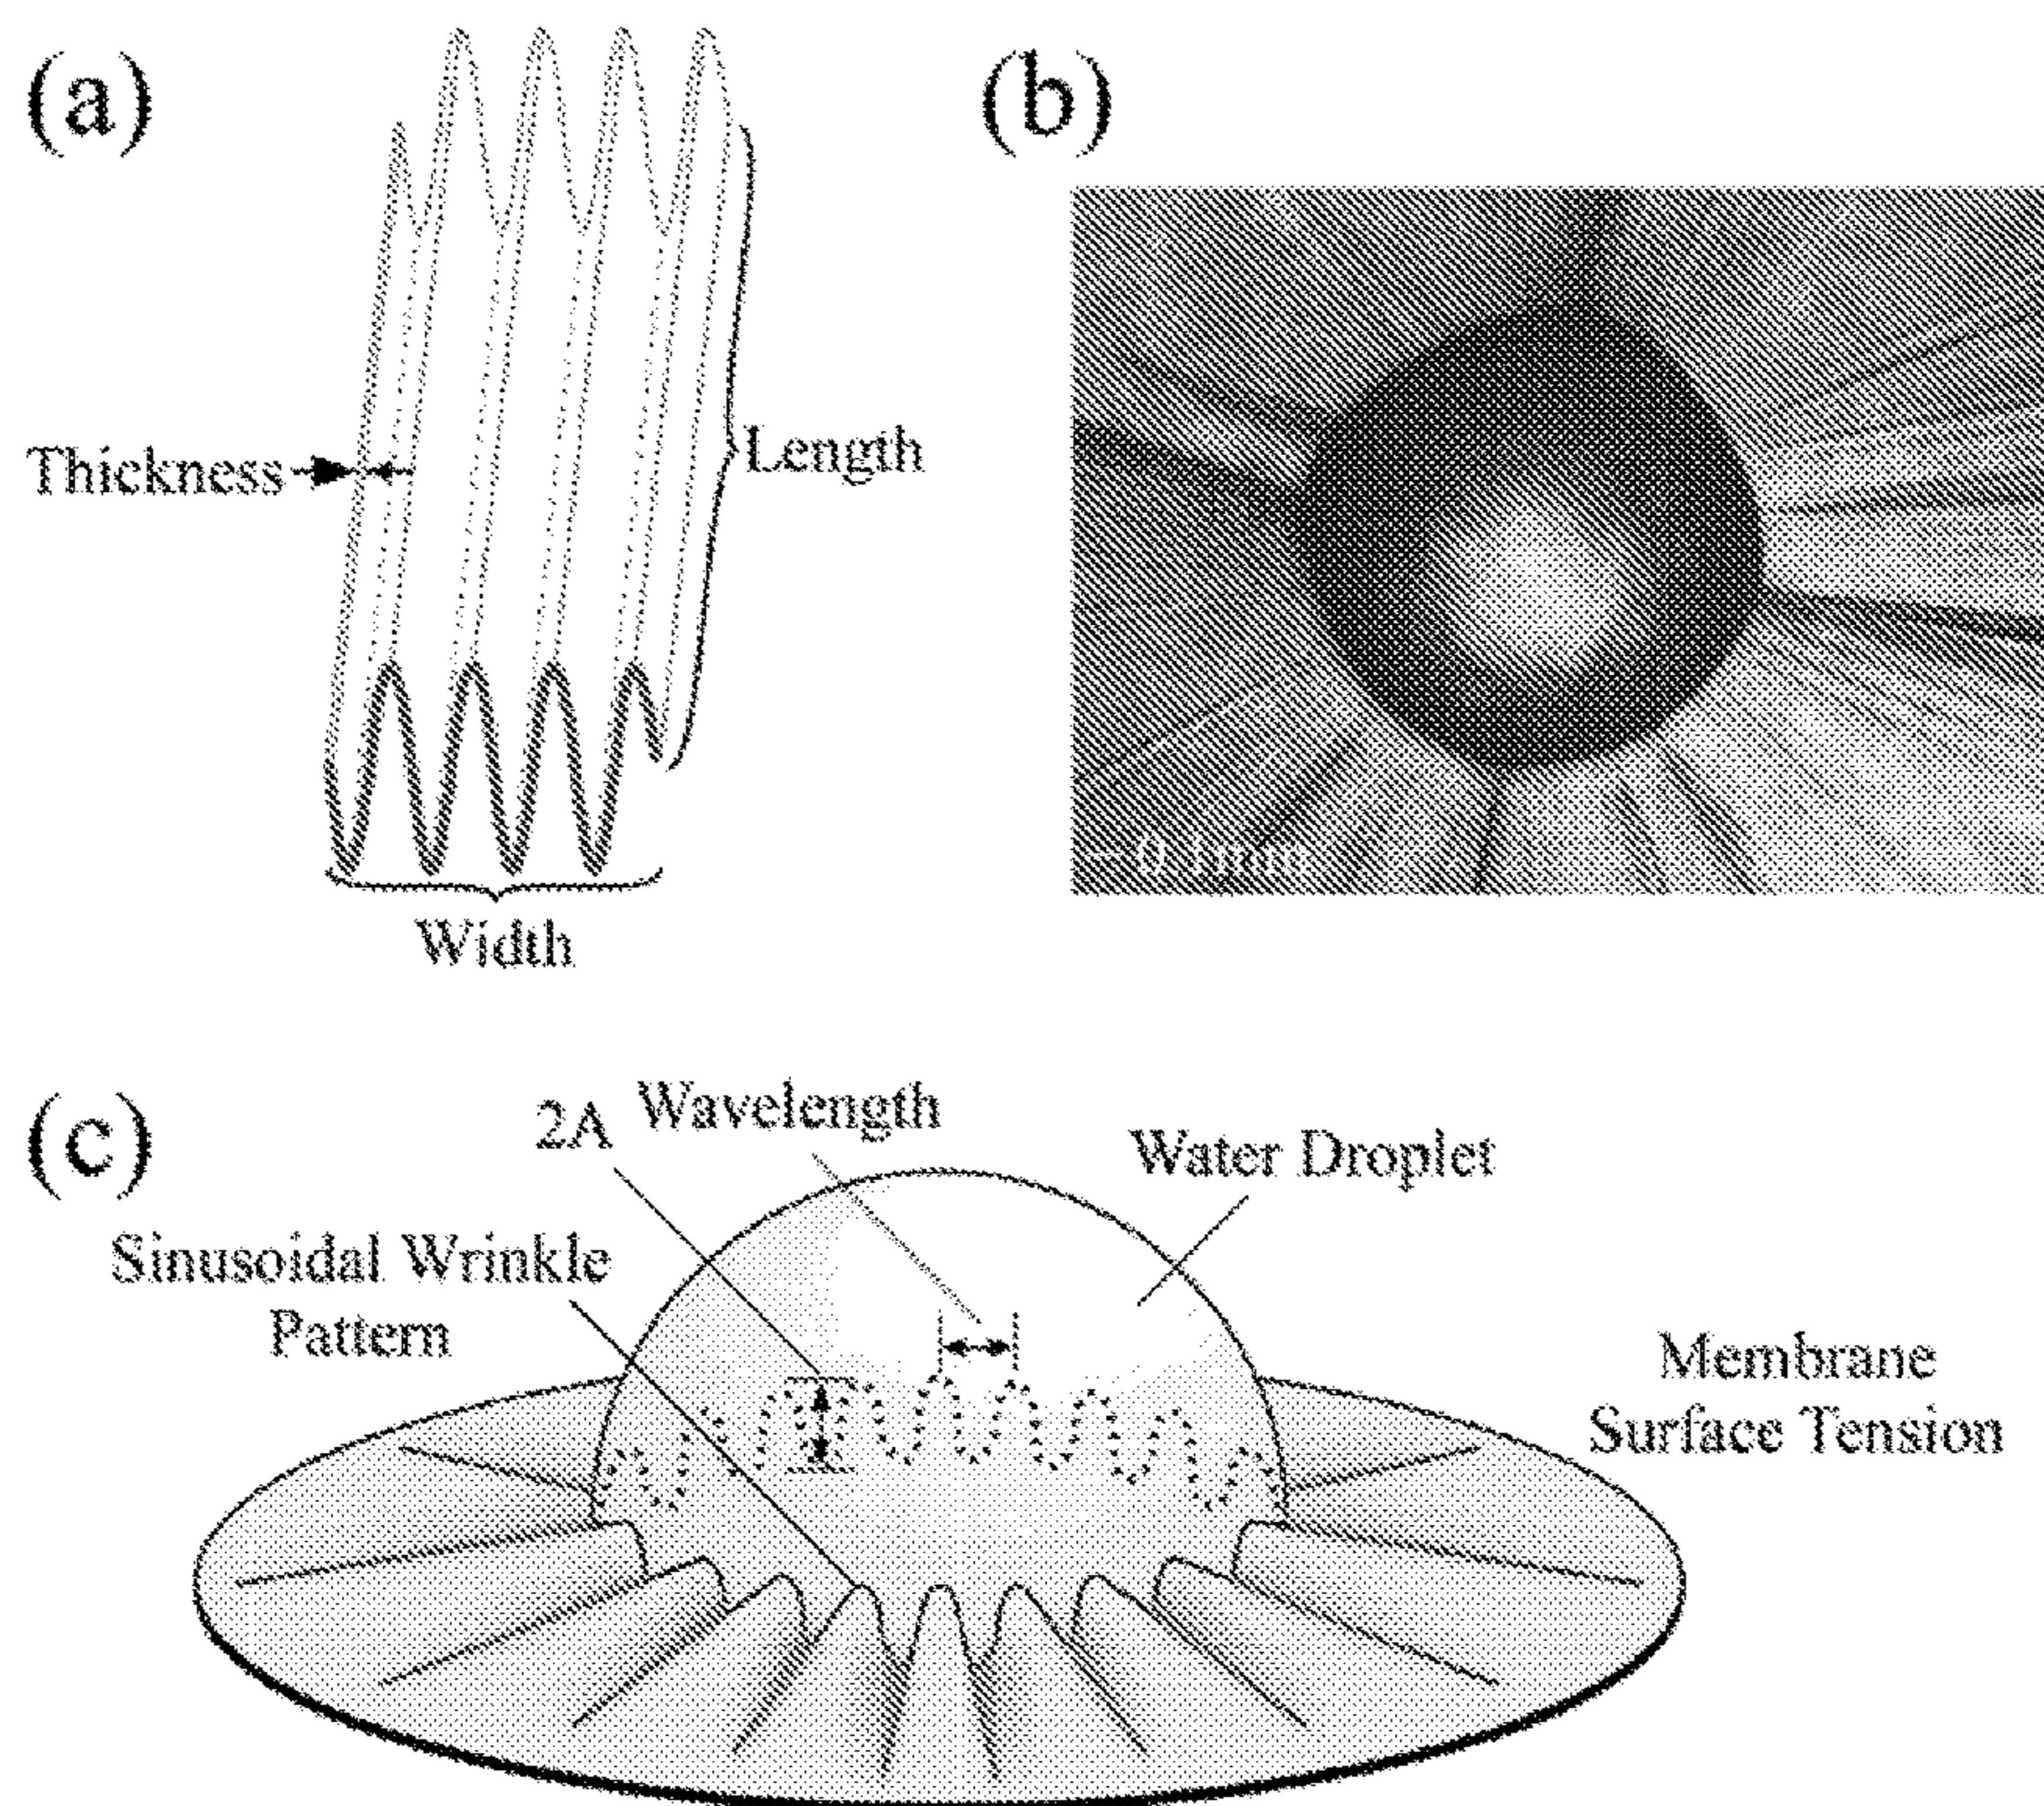 (a)
(b)
Thickness
Length
Width
(c)
2A
Wavelength
Water Droplet
Sinusoidal Wrinkle
Pattern
Membrane
Surface Tension